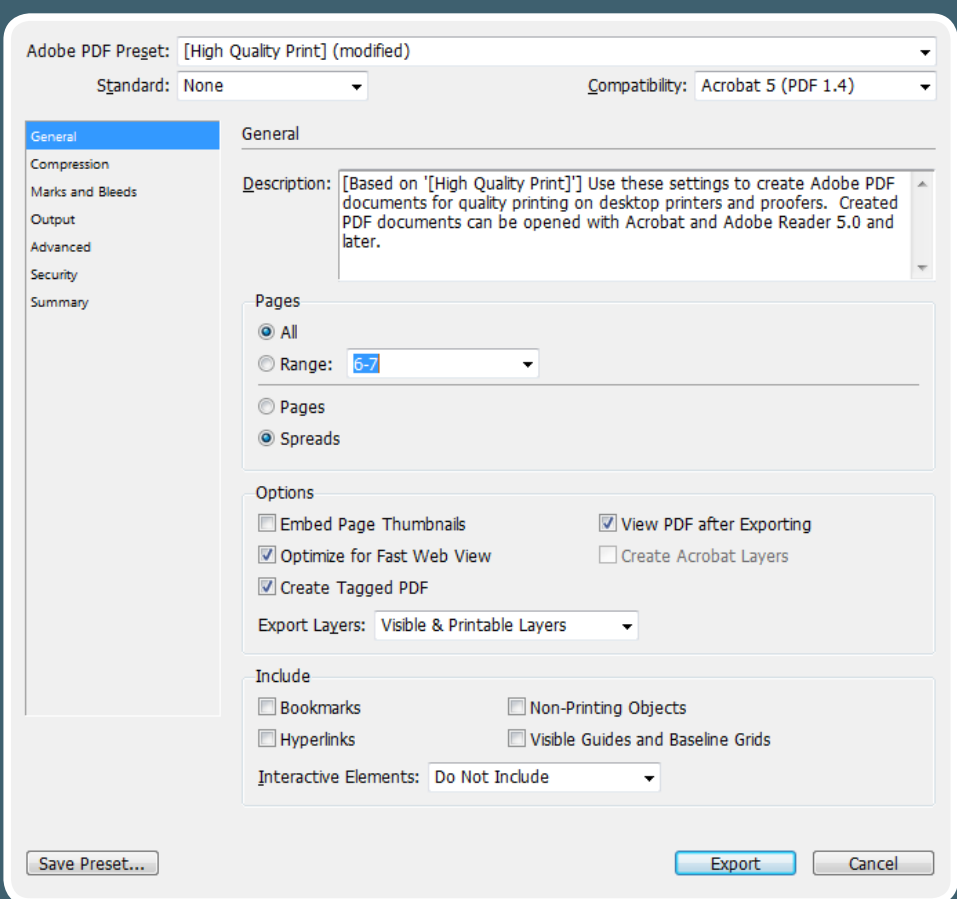 Adobe PDF Preset: [High Quality Print] (modified)
Standard: None
Compatibility: Acrobat 5 (PDF 1.4)
General
Compression
Marks and Bleeds
Output
Advanced
Security
Summary
General
Description: [Based on '[High Quality Print]'] Use these settings to create Adobe PDF
documents for quality printing on desktop printers and proofers.  Created
PDF documents can be opened with Acrobat and Adobe Reader 5.0 and
later.
Pages
All
Range: 6-7
Pages
Spreads
Options
Embed Page Thumbnails
View PDF after Exporting
Optimize for Fast Web View
Create Acrobat Layers
Create Tagged PDF
Export Layers: Visible & Printable Layers
Include
Bookmarks
Non-Printing Objects
Hyperlinks
Visible Guides and Baseline Grids
Interactive Elements: Do Not Include
Save Preset...
Export
Cancel